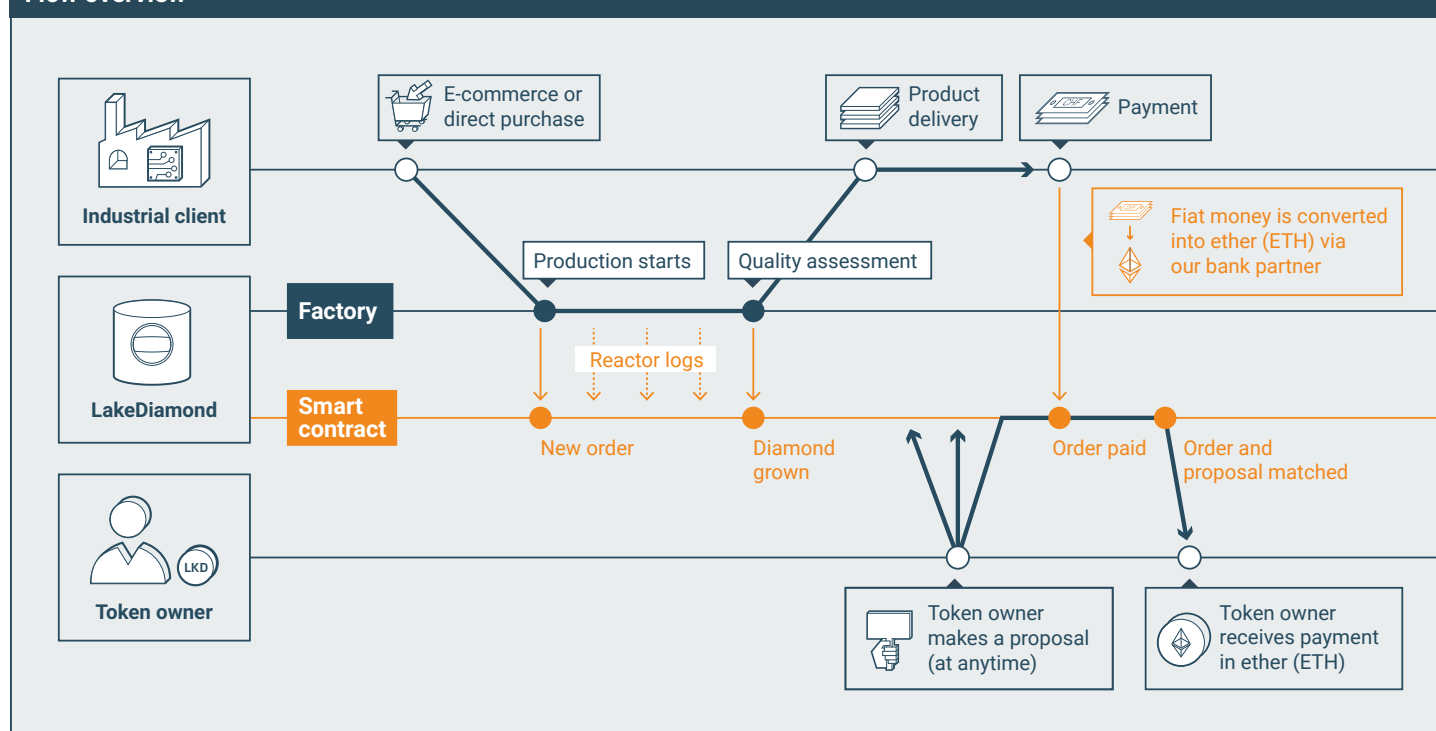 Flow overview
E-commerce or
direct purchase
Product
delivery
CHF
Payment
Industrial client
Fiat money is converted
into ether (ETH) via
our bank partner
Production starts
Quality assessment
Factory
Reactor logs
LakeDiamond
Smart
contract
New order
Diamond
grown
Order paid
Order and
proposal matched
LKD
Token owner
Token owner
makes a proposal
(at anytime)
Token owner
receives payment
in ether (ETH)